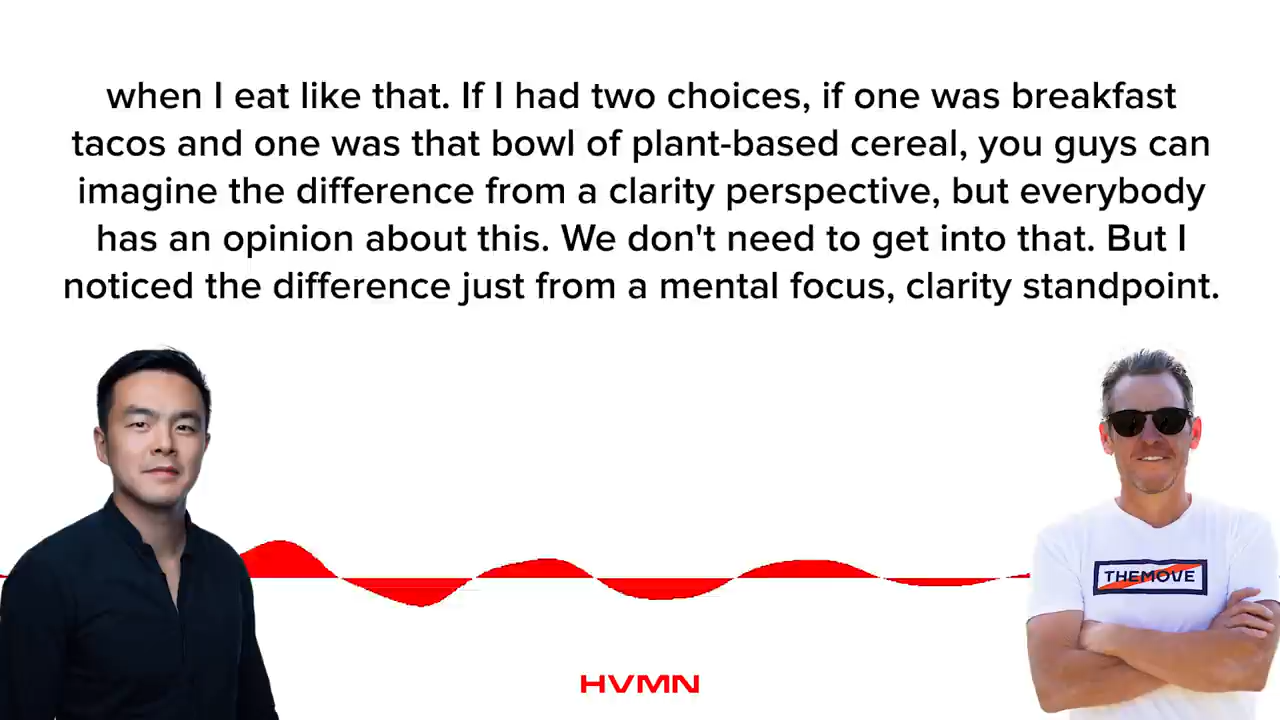 when I eat like that. If I had two choices, if one was breakfast
tacos and one was that bowl of plant-based cereal, you guys can
imagine the difference from a clarity perspective, but everybody
has an opinion about this. We don't need to get into that. But I
noticed the difference just from a mental focus, clarity standpoint.
THEMOVE
HVMN